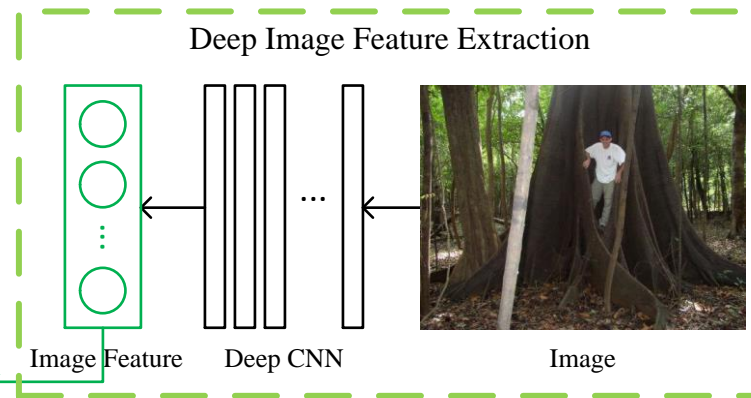 Deep Image Feature Extraction
...
Image Feature
Deep CNN
Image